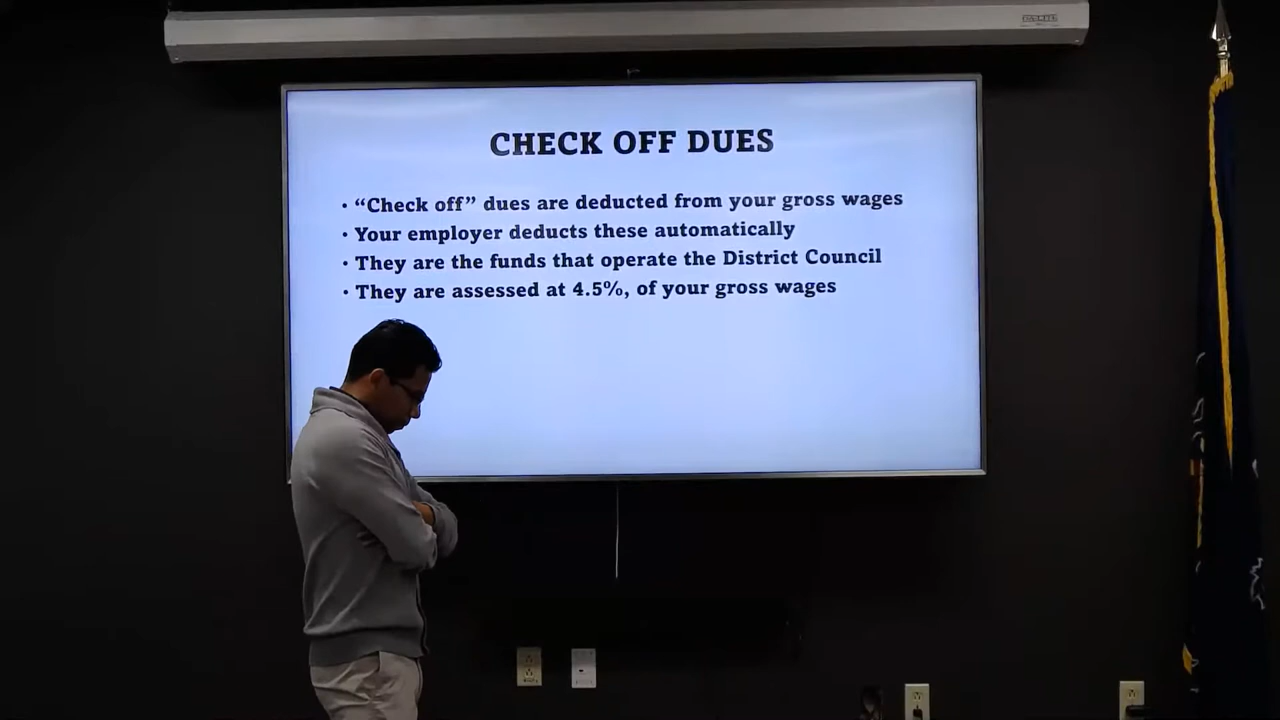 CHECK OFF DUES
• “Check off” dues are deducted from your gross wages
• Your employer deducts these automatically
• They are the funds that operate the District Council
• They are assessed at 4.5%, of your gross wages